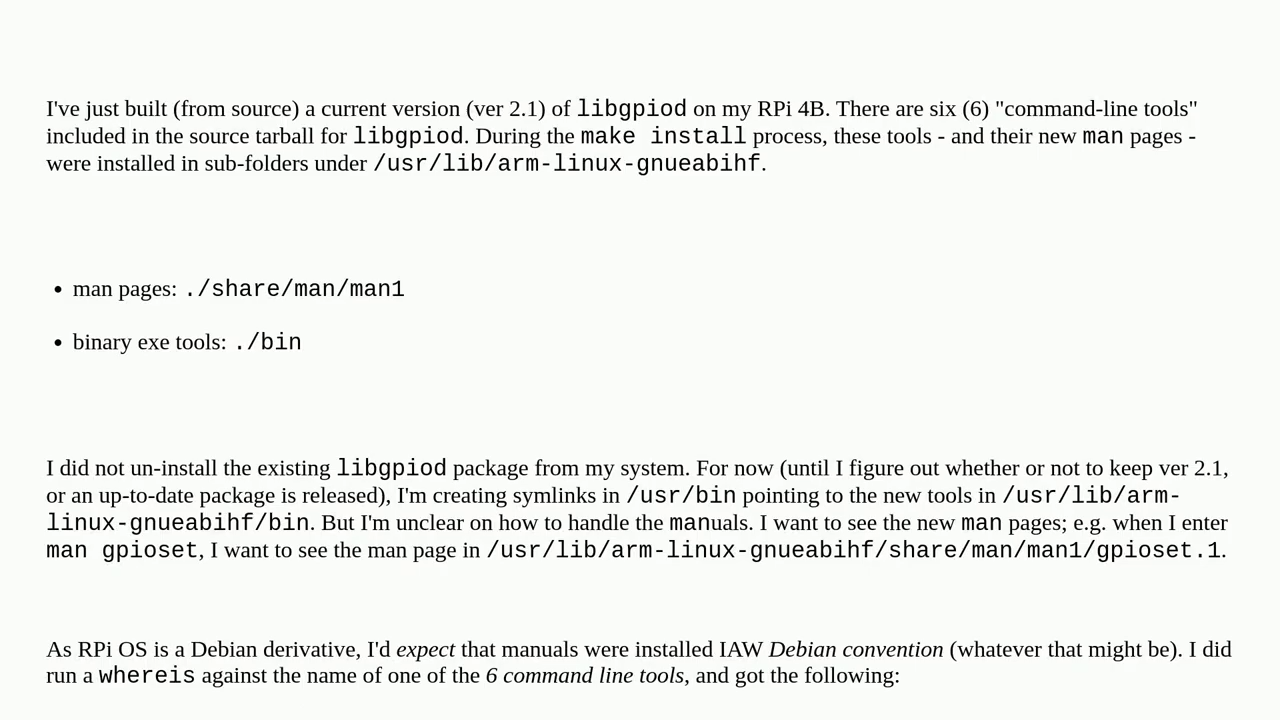 I've just built (from source) a current version (ver 2.1) of libgpiod on my RPi 4B. There are six (6) "command-line tools"
included in the source tarball for libgpiod. During the make install process, these tools - and their new man pages -
were installed in sub-folders under /usr/lib/arm-linux-gnueabihf.
• man pages: ./share/man/man1
• binary exe tools: ./bin
I did not un-install the existing libgpiod package from my system. For now (until I figure out whether or not to keep ver 2.1,
or an up-to-date package is released), I'm creating symlinks in /usr/bin pointing to the new tools in /usr/lib/arm-
linux-gnueabihf/bin. But I'm unclear on how to handle the manuals. I want to see the new man pages; e.g. when I enter
man gpioset, I want to see the man page in /usr/lib/arm-linux-gnueabihf/share/man/man1/gpioset.1.
As RPi OS is a Debian derivative, I'd expect that manuals were installed IAW Debian convention (whatever that might be). I did
run a whereis against the name of one of the 6 command line tools, and got the following: